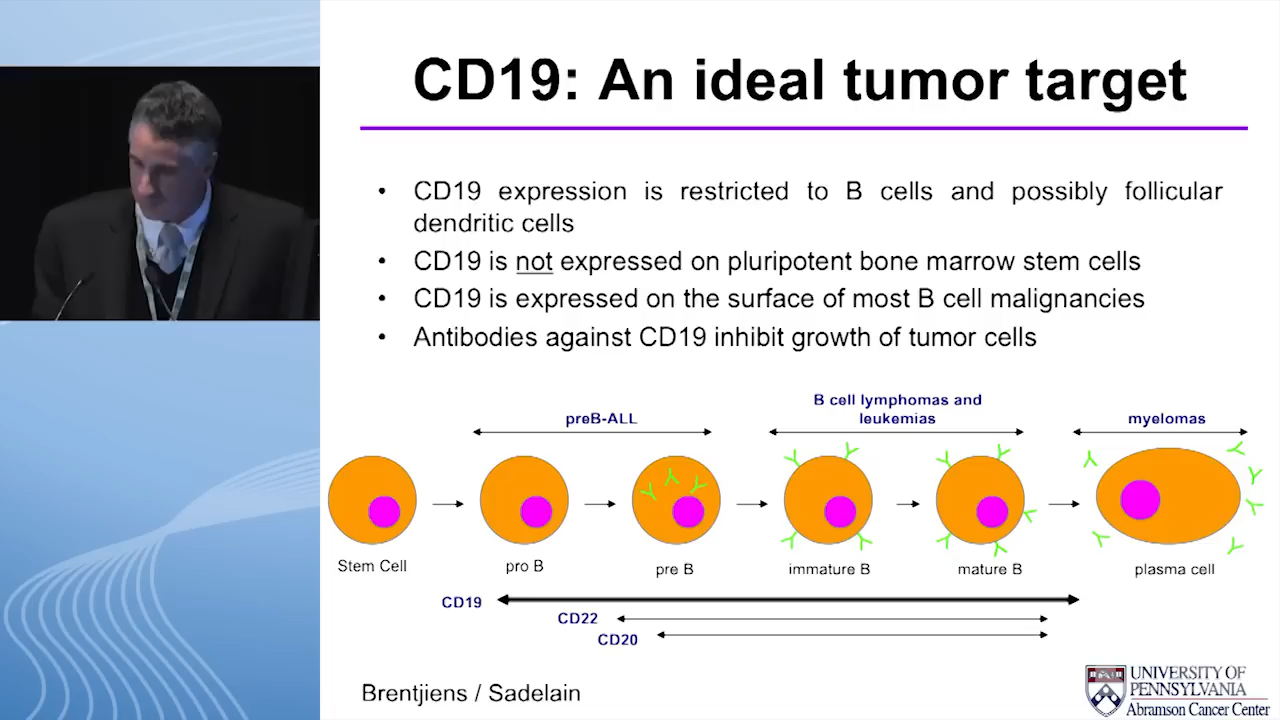 CD19: An ideal tumor target
• CD19 expression is restricted to B cells and possibly follicular
dendritic cells
• CD19 is not expressed on pluripotent bone marrow stem cells
• CD19 is expressed on the surface of most B cell malignancies
• Antibodies against CD19 inhibit growth of tumor cells
preB-ALL
B cell lymphomas and
leukemias
myelomas
Stem Cell
pro B
pre B
immature B
mature B
plasma cell
CD19
CD22
CD20
Brentjiens / Sadelain
UNIVERSITY OF
PENNSYLVANIA
Abramson Cancer Center